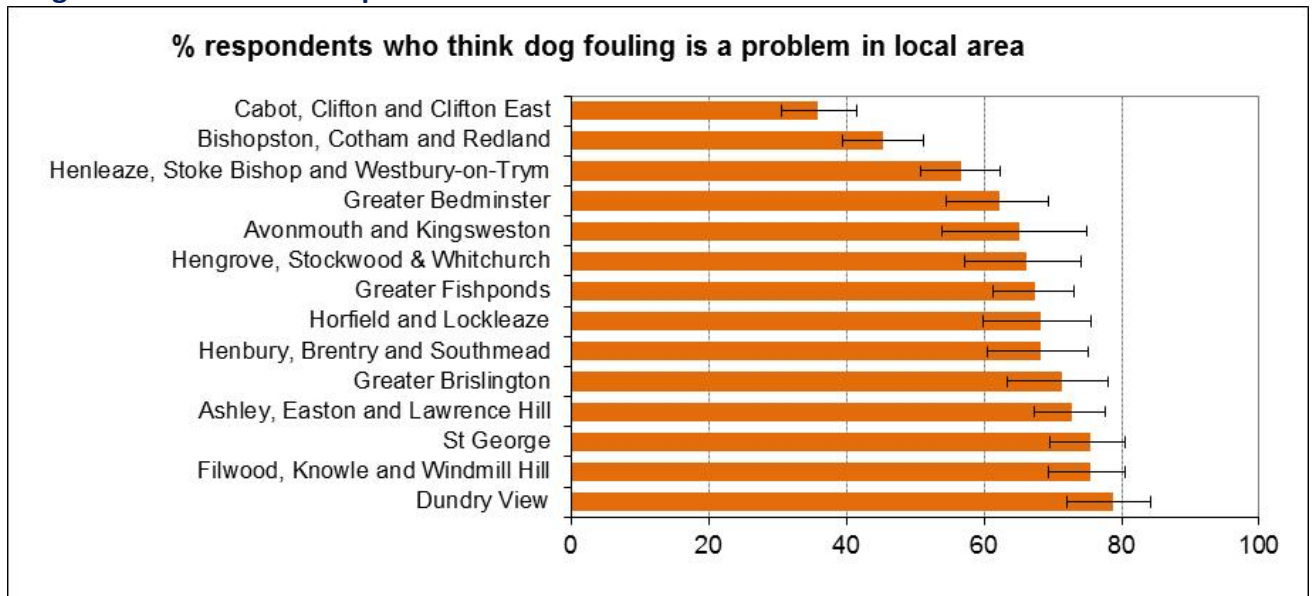 % respondents who think dog fouling is a problem in local area
Cabot, Clifton and Clifton East
Bishopston, Cotham and Redland
Henleaze, Stoke Bishop and Westbury-on-Trym
Greater Bedminster
Avonmouth and Kingsweston
Hengrove, Stockwood & Whitchurch
Greater Fishponds
Horfield and Lockleaze
Henbury, Brentry and Southmead
Greater Brislington
Ashley, Easton and Lawrence Hill
St George
Filwood, Knowle and Windmill Hill
Dundry View
0 20 40 60 80 100